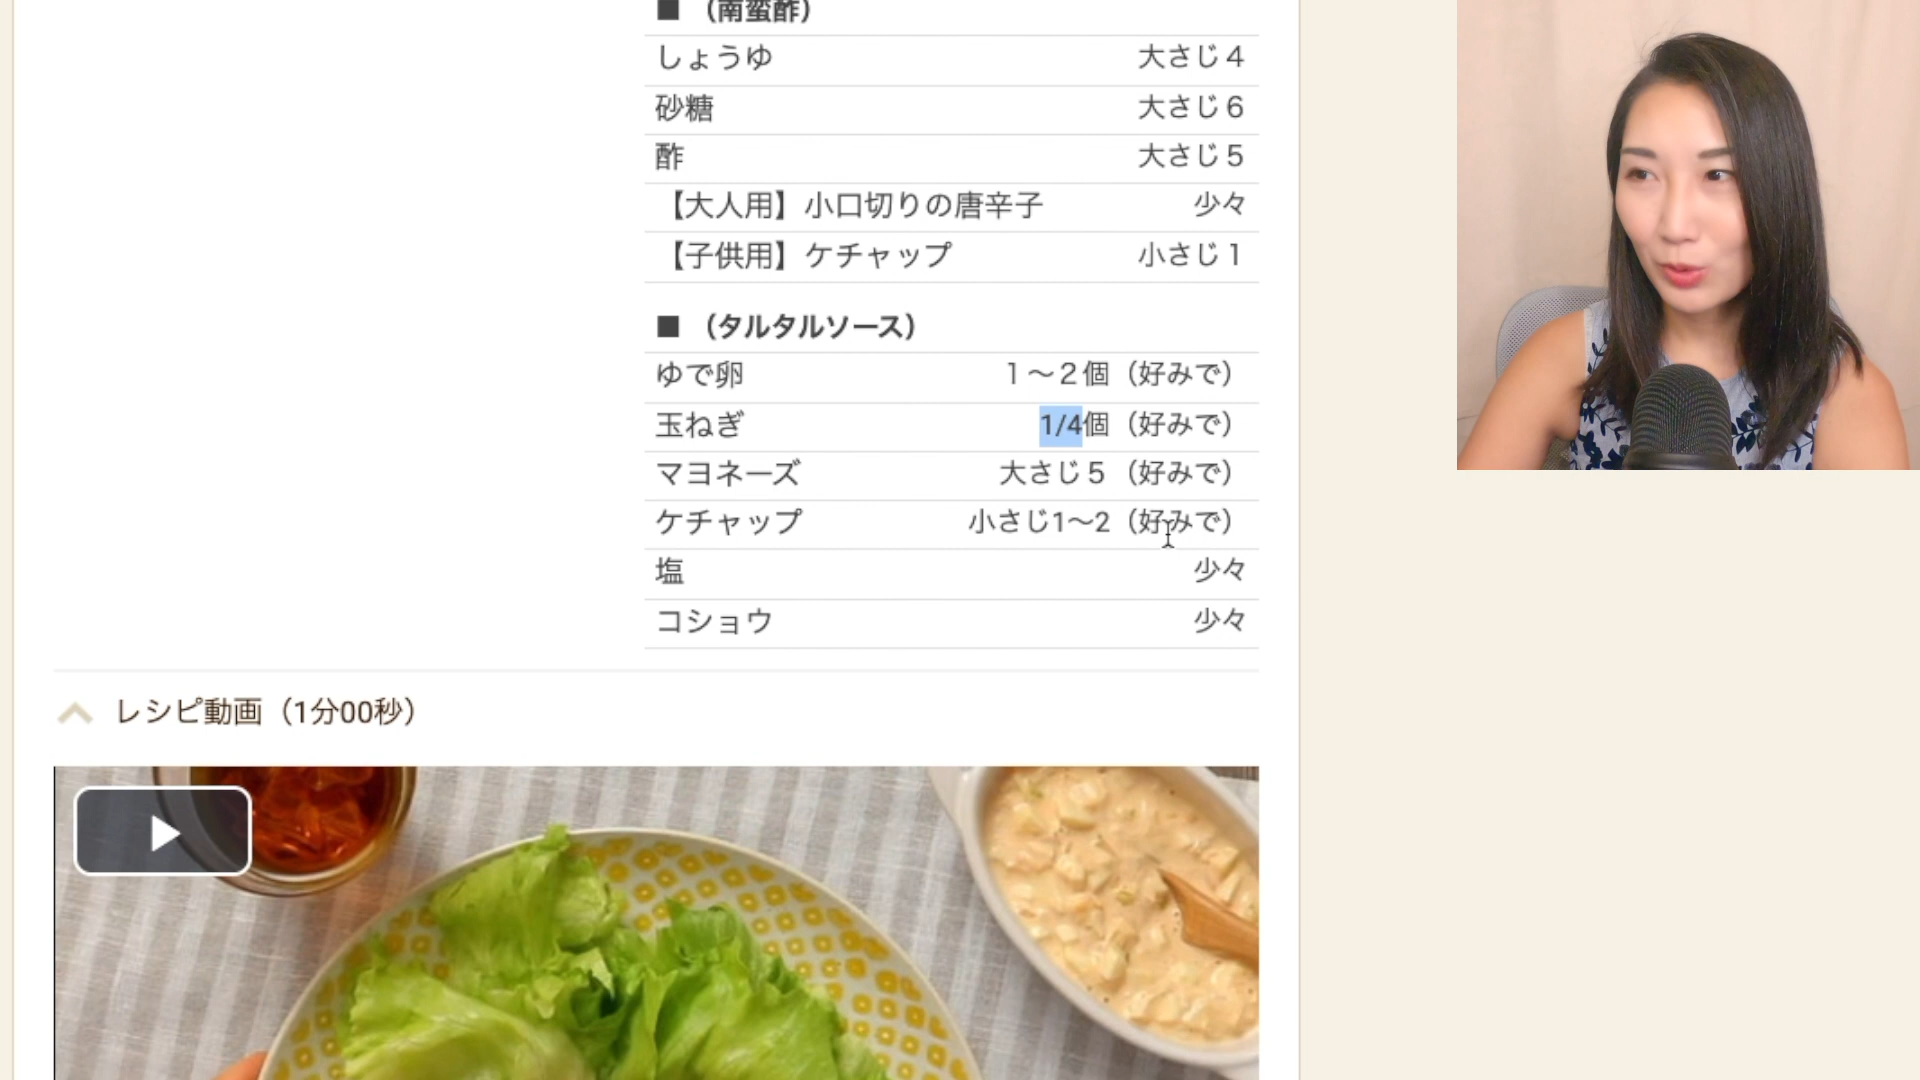 ■ （南蛮酢）
しょうゆ 大さじ４
砂糖 大さじ６
酢 大さじ５
【大人用】小口切りの唐辛子 少々
【子供用】ケチャップ 小さじ１
■ （タルタルソース）
ゆで卵 １〜２個（好みで）
玉ねぎ 1/4個（好みで）
マヨネーズ 大さじ５（好みで）
ケチャップ 小さじ1〜2（好みで）
塩 少々
コショウ 少々
レシピ動画（1分00秒）